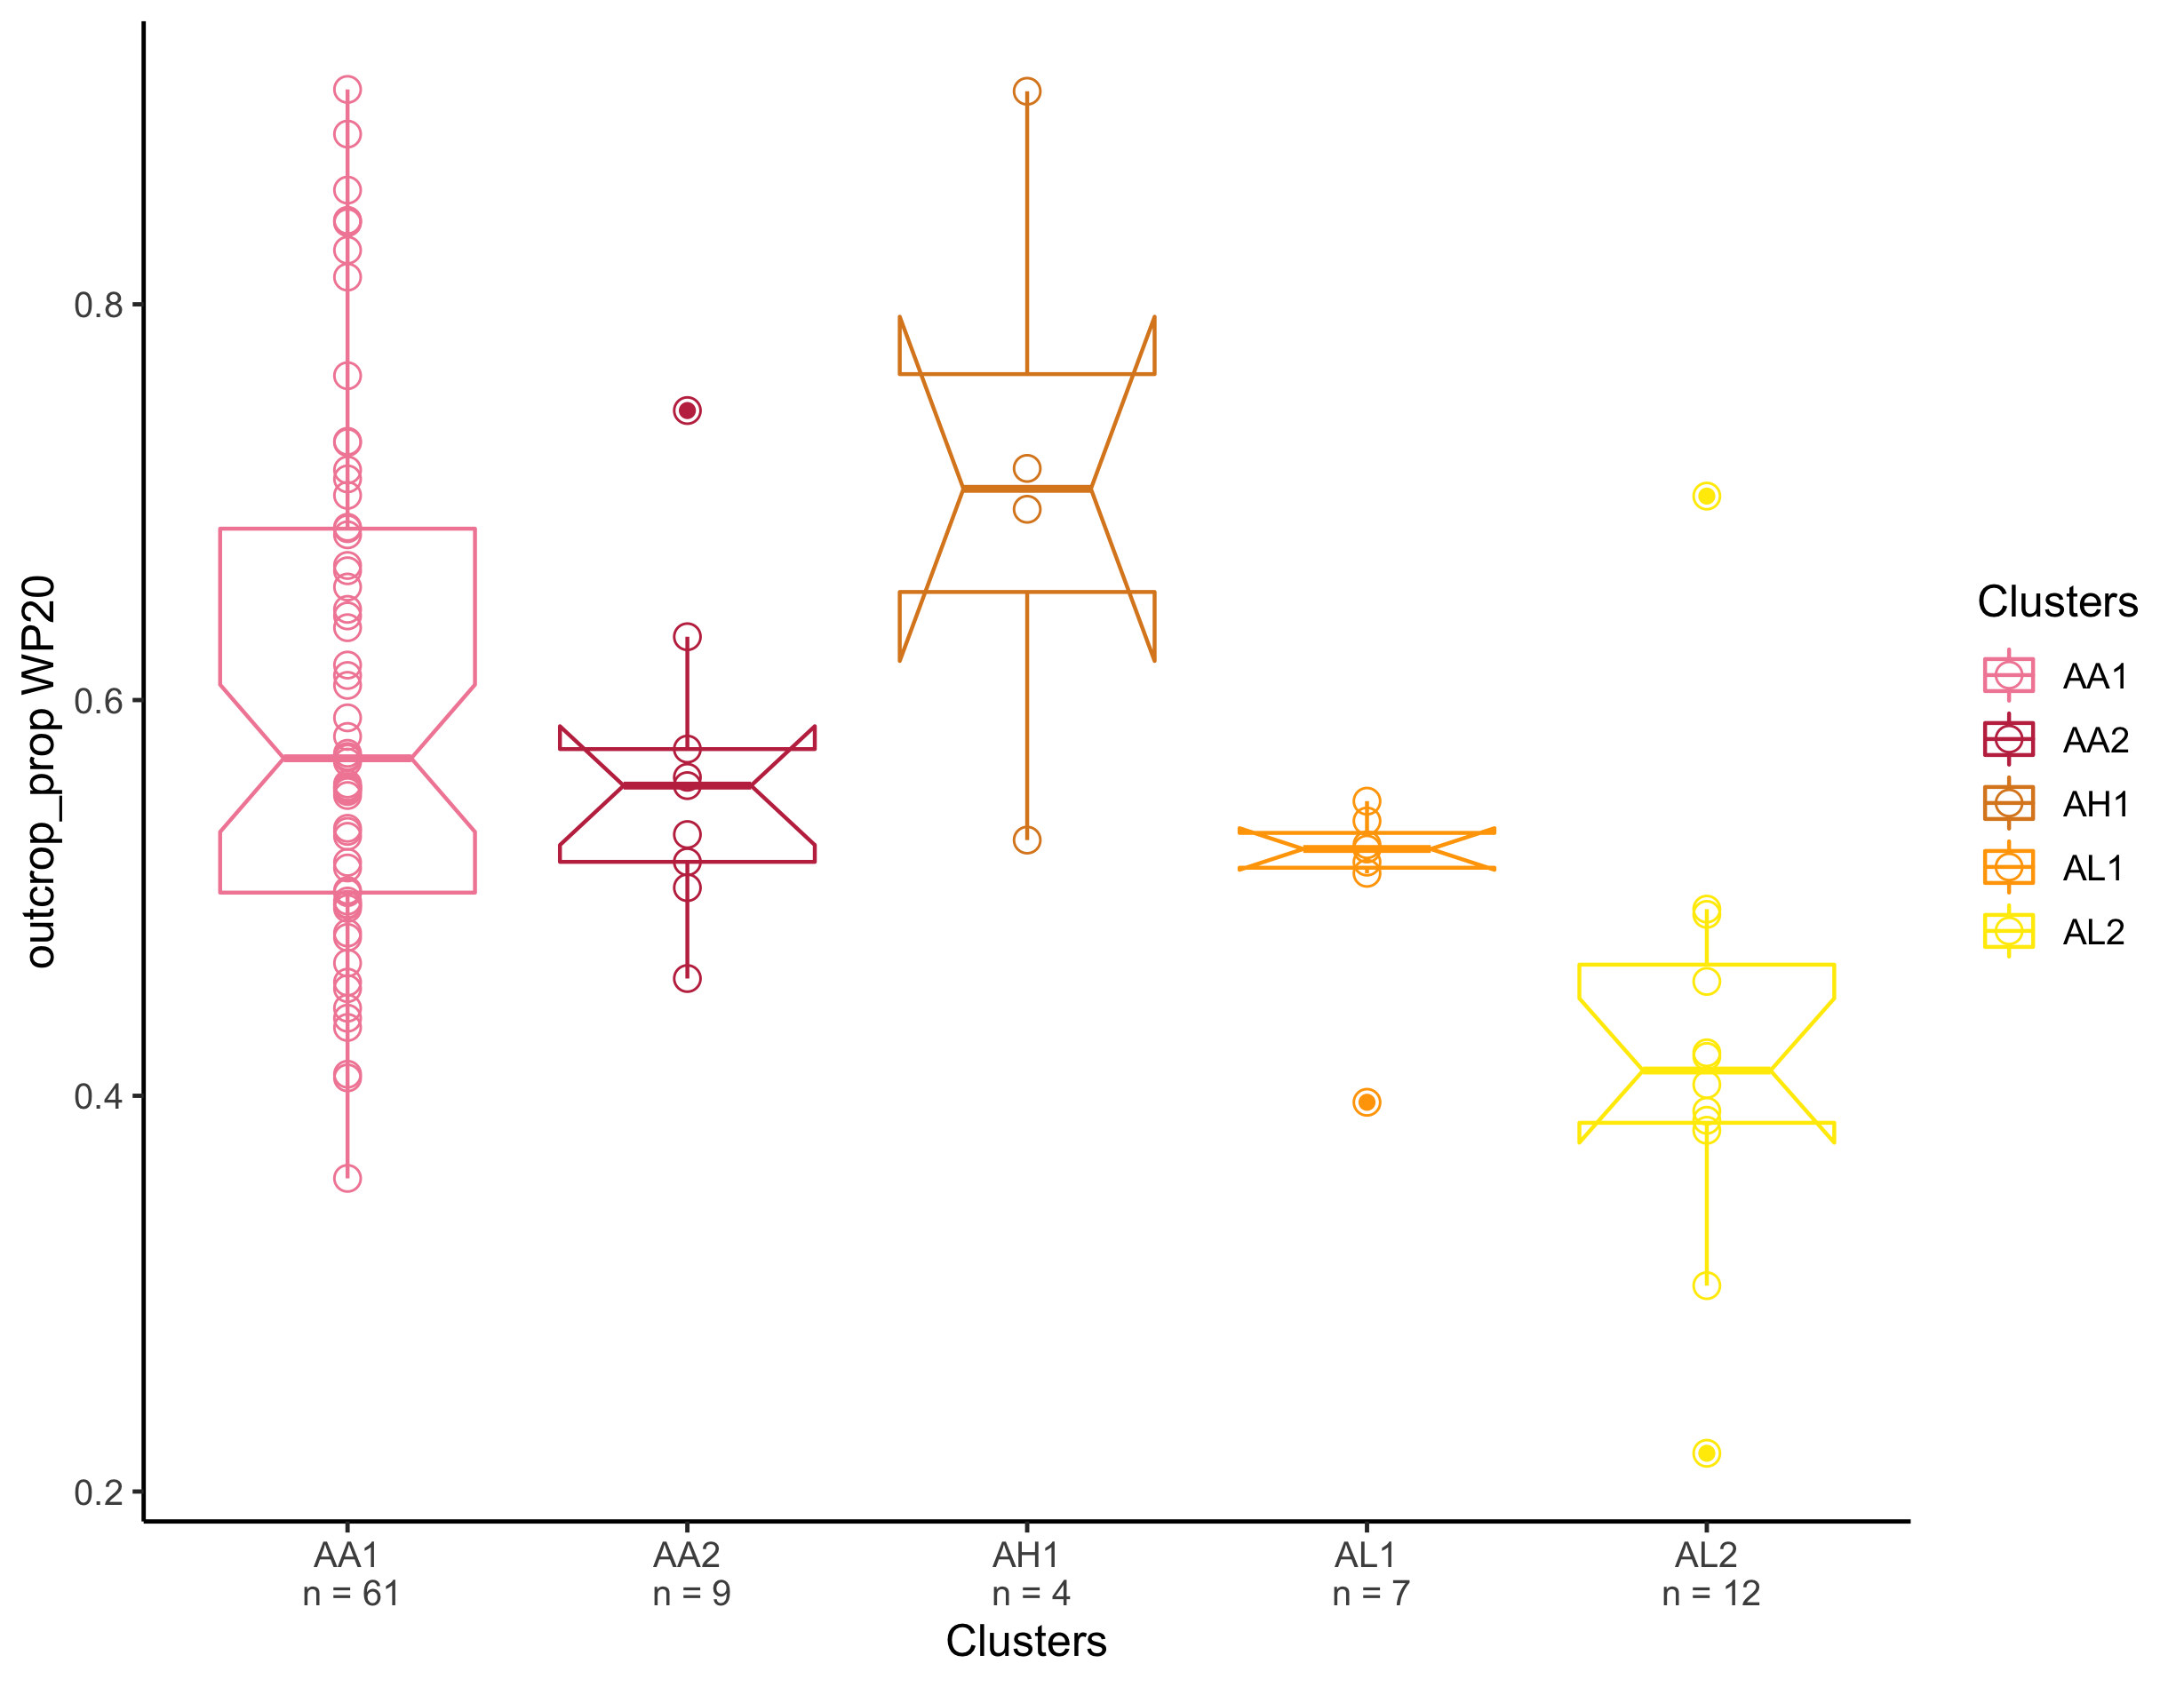 outcrop_prop WP20
0.8
0.6
0.4
0.2
AA1
n = 61
AA2
n = 9
AH1
n = 4
AL1
n = 7
AL2
n = 12
Clusters
Clusters
AA1
AA2
AH1
AL1
AL2